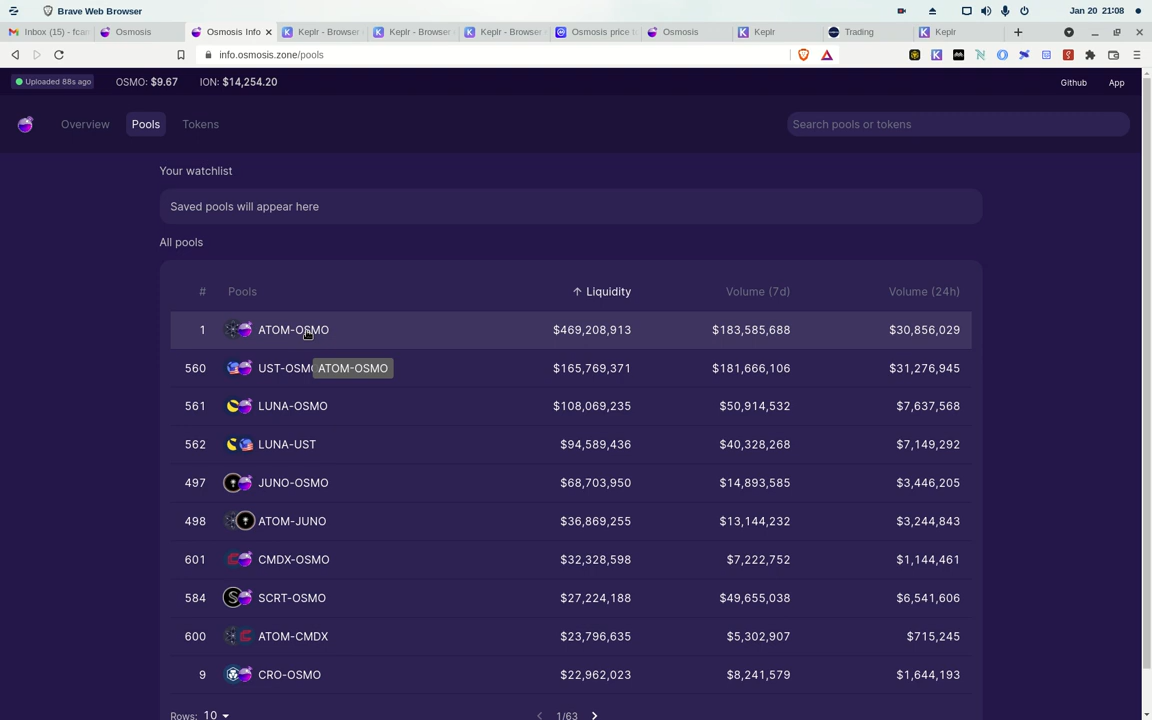 Brave Web Browser
Jan 20 21:08
Inbox (15) - fcan
Osmosis
Osmosis Info
Keplr - Browser
Keplr - Browser
Keplr - Browser
Osmosis price t
Osmosis
Keplr
Trading
Keplr
info.osmosis.zone/pools
Uploaded 88s ago
OSMO: $9.67
ION: $14,254.20
Github
App
Overview
Pools
Tokens
Search pools or tokens
Your watchlist
Saved pools will appear here
All pools
# Pools ↑ Liquidity Volume (7d) Volume (24h)
1 ATOM-OSMO $469,208,913 $183,585,688 $30,856,029
560 UST-OSMO $165,769,371 $181,666,106 $31,276,945
ATOM-OSMO
561 LUNA-OSMO $108,069,235 $50,914,532 $7,637,568
562 LUNA-UST $94,589,436 $40,328,268 $7,149,292
497 JUNO-OSMO $68,703,950 $14,893,585 $3,446,205
498 ATOM-JUNO $36,869,255 $13,144,232 $3,244,843
601 CMDX-OSMO $32,328,598 $7,222,752 $1,144,461
584 SCRT-OSMO $27,224,188 $49,655,038 $6,541,606
600 ATOM-CMDX $23,796,635 $5,302,907 $715,245
9 CRO-OSMO $22,962,023 $8,241,579 $1,644,193
Rows: 10
1/63